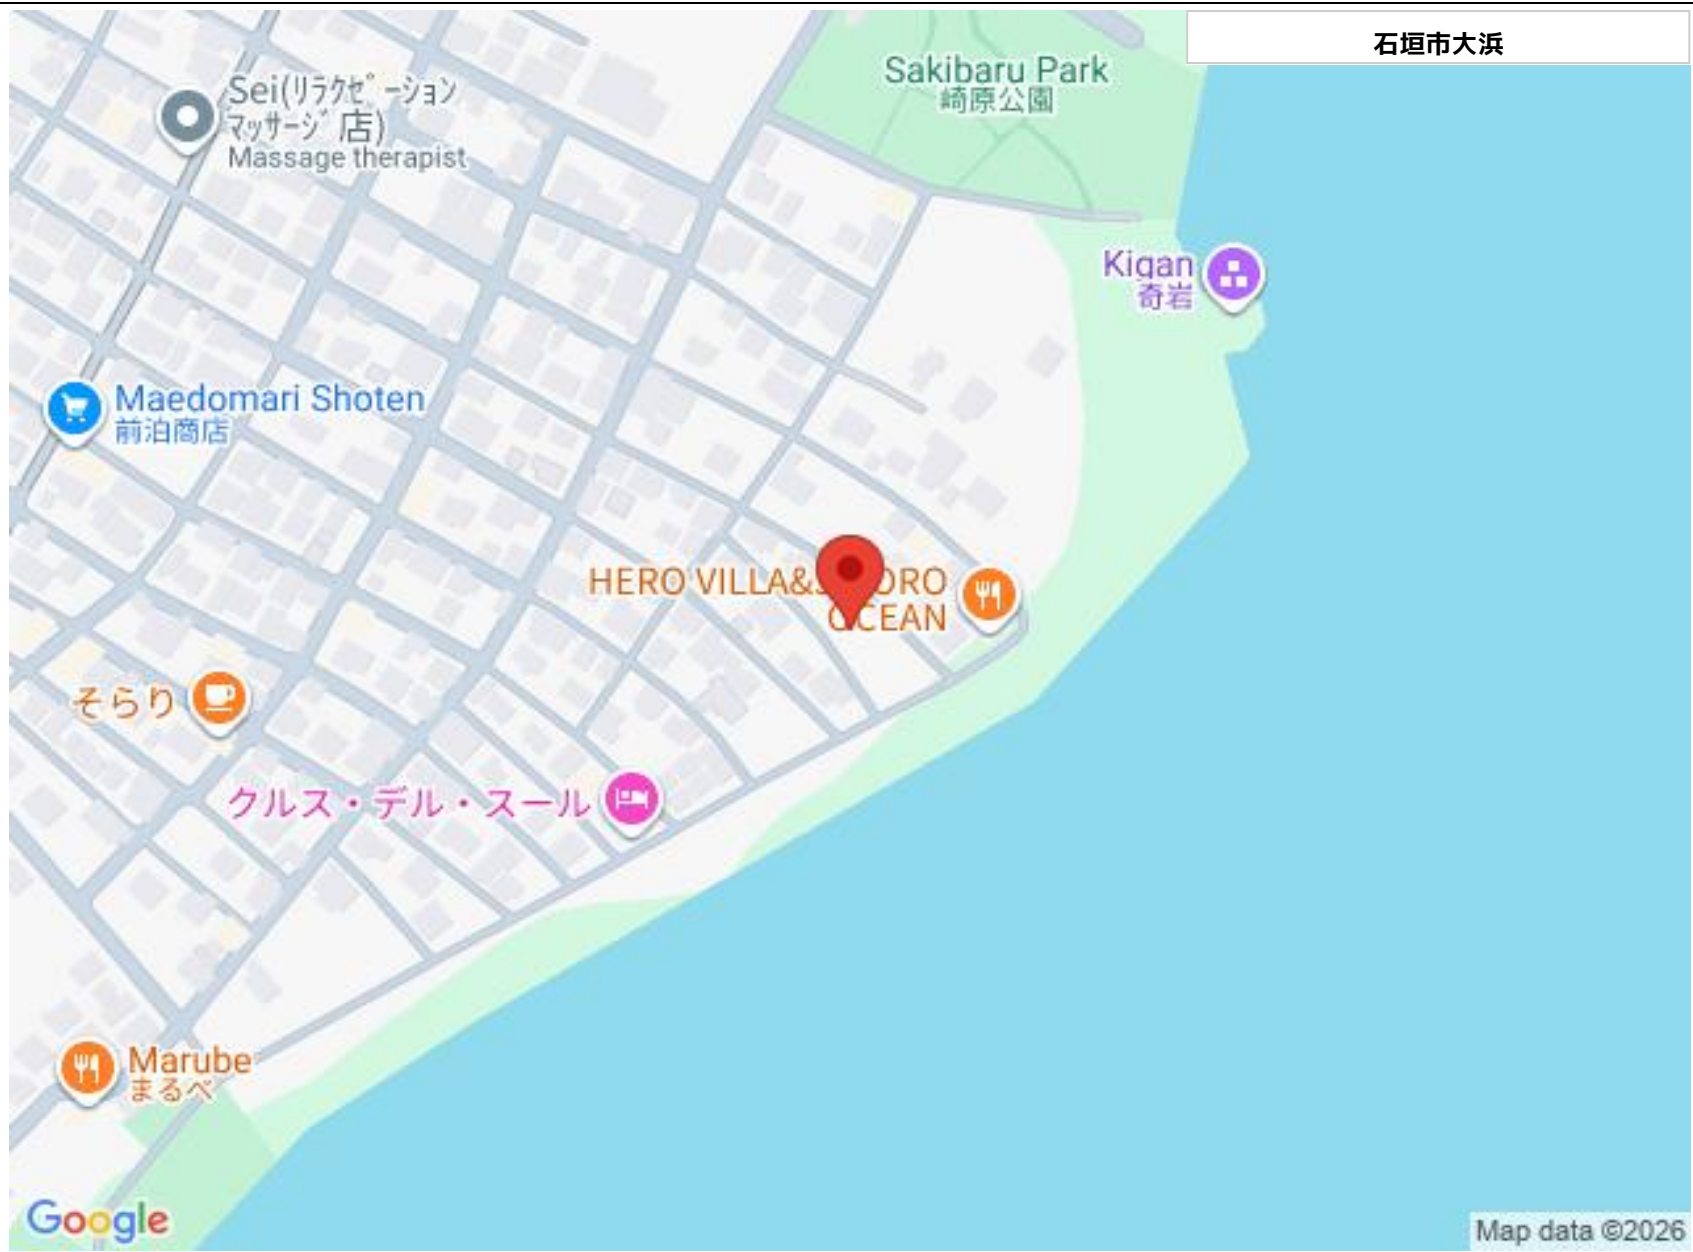 石垣市大浜
Sakibaru Park
崎原公園
Sei(ﾘﾗｸｾﾞｰｼｮﾝ
ﾏｯｻｰｼﾞ店)
Massage therapist
Kigan
奇岩
Maedomari Shoten
前泊商店
HERO VILLA& ORO
OCEAN
そらり
クルス・デル・スール
Marube
まるべ
Google
Map data ©2026